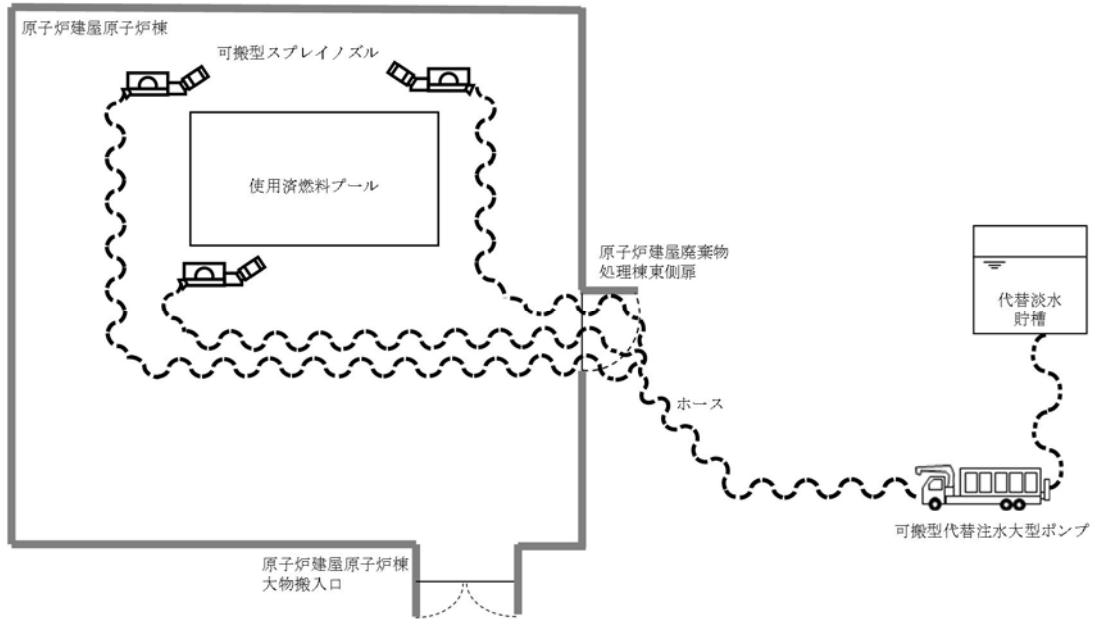 原子炉建屋原子炉棟
可搬型スプレイノズル
使用済燃料プール
原子炉建屋廃棄物
処理棟東側扉
代替淡水
貯槽
ホース
可搬型代替注水大型ポンプ
原子炉建屋原子炉棟
大物搬入口